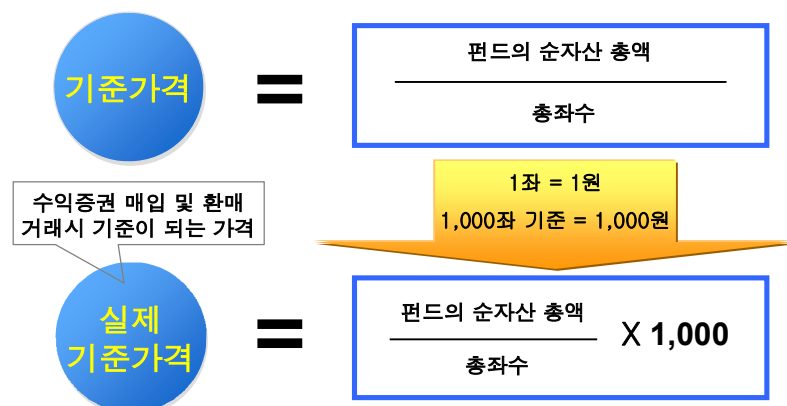 기준가격
=
펀드의 순자산 총액
총좌수
1좌 = 1원
1,000좌 기준 = 1,000원
수익증권 매입 및 환매
거래시 기준이 되는 가격
실제
기준가격
=
펀드의 순자산 총액
총좌수
X 1,000